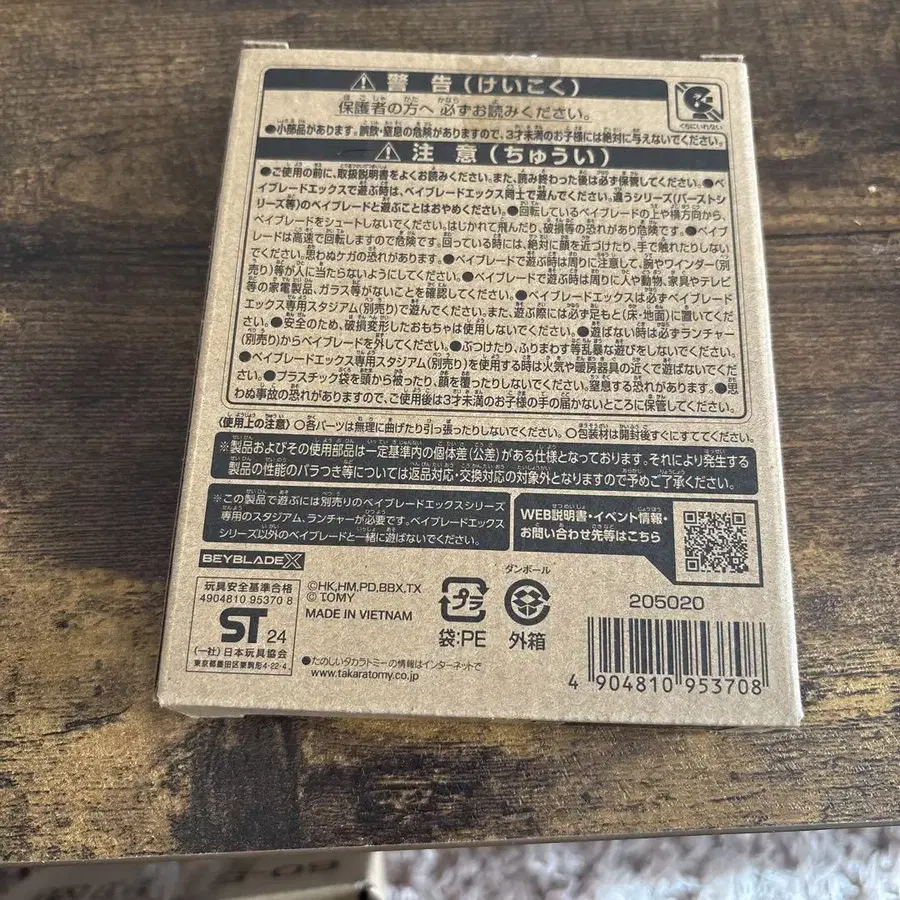 ⚠警告(けいこく)
保護者の方へ 必ずお読みください。
●小部品があります。誤飲・窒息の危険がありますので、3才未満のお子様には絶対に与えないでください。
くちにいれない
⚠注意(ちゅうい)
●ご使用の前に、取扱説明書をよくお読みください。また、読み終わった後は必ず保管してください。●ベ
イブレードエックスで遊ぶ時は、ベイブレードエックス同士で遊んでください。違うシリーズ(バーストシ
リーズ等)のベイブレードと遊ぶことはおやめください。●回転しているベイブレードの上や横方向から、
ベイブレードをシュートしないでください。はじかれて飛んだり、破損等の恐れがあり危険です。●ベイブ
レードは高速で回転しますので危険です。回っている時には、絶対に顔を近づけたり、手で触れたりしな
いでください。思わぬケガの恐れがあります。●ベイブレードで遊ぶ時は周りに注意して、紐やワインダー(別
売り)等が人に当たらないようにしてください。●ベイブレードで遊ぶ時は周りに人や動物、家具やテレビ
等の家電製品、ガラス等がないことを確認してください。●ベイブレードエックスは必ずベイブレード
エックス専用スタジアム(別売り)で遊んでください。また、遊ぶ際には必ず足もと(床・地面)に置いてくだ
さい。●安全のため、破損変形したおもちゃは使用しないでください。●遊ばない時は必ずランチャー
(別売り)からベイブレードを外してください。●ぶつけたり、ふりまわす等乱暴な遊びをしないでください。
●ベイブレードエックス専用スタジアム(別売り)を使用する時は火気や暖房器具の近くで遊ばないでくだ
さい。●プラスチック袋を頭から被ったり、顔を覆ったりしないでください。窒息する恐れがあります。●思
わぬ事故の恐れがありますので、ご使用後は3才未満のお子様の手の届かないところに保管してください。
〈使用上の注意〉○各パーツは無理に曲げたり引っ張ったりしないでください。○包装材は開封後すぐにすててください。
※製品およびその使用部品は一定基準内の個体差(公差)がある仕様となっております。それにより発生する
製品の性能のバラつき等については返品対応・交換対応の対象外となりますので予めご了承ください。
※この製品で遊ぶには別売りのベイブレードエックスシリーズ
専用のスタジアム、ランチャーが必要です。ベイブレードエックス
シリーズ以外のベイブレードと一緒に遊ばないでください。
WEB説明書・イベント情報・
お問い合わせ先等はこちら
BEYBLADE X
玩具安全基準合格
4904810 95370 8
ST 24
(一社)日本玩具協会
東京都墨田区東駒形4-22-4
©HK,HM.PD,BBX,TX
© TOMY
MADE IN VIETNAM
プラ
袋:PE
ダンボール
外箱
●たのしいタカラトミーの情報はインターネットで
www.takaratomy.co.jp
205020
4 904810 953708